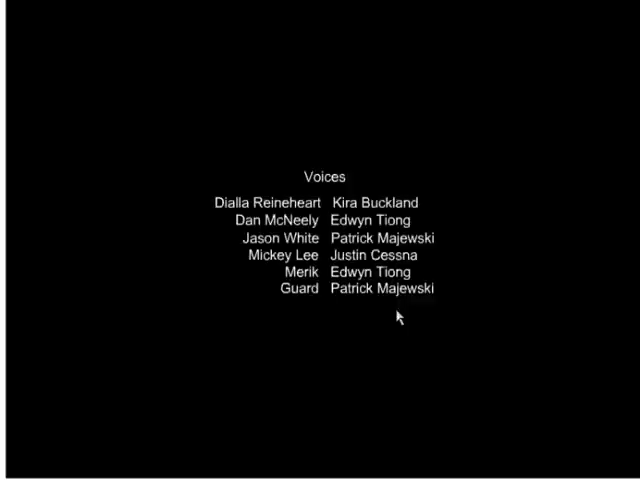 Voices
Dialla Reineheart Kira Buckland
Dan McNeely Edwyn Tiong
Jason White Patrick Majewski
Mickey Lee Justin Cessna
Merik Edwyn Tiong
Guard Patrick Majewski